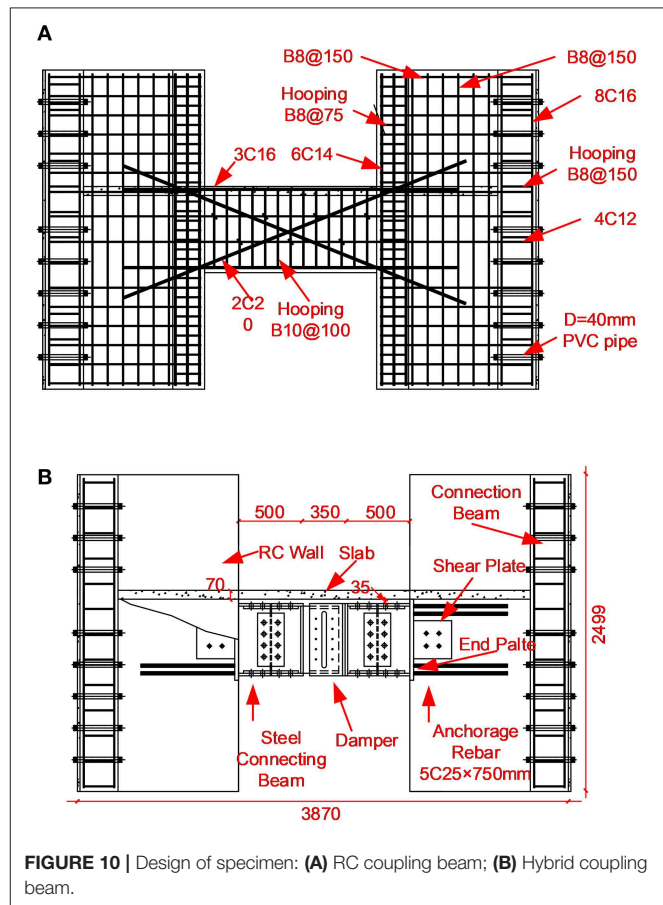 A
B8@150
B8@150
Hooping
B8@75
8C16
3C16 6C14
Hooping
B8@150
4C12
2C2
0
Hooping
B10@100
D=40mm
PVC pipe
B
500 350 500
Connection
Beam
RC Wall
Slab
Shear Plate
70
35
End Palte
2499
Steel
Connecting
Beam
Damper
Anchorage
Rebar
5C25×750mm
3870
FIGURE 10 | Design of specimen: (A) RC coupling beam; (B) Hybrid coupling
beam.